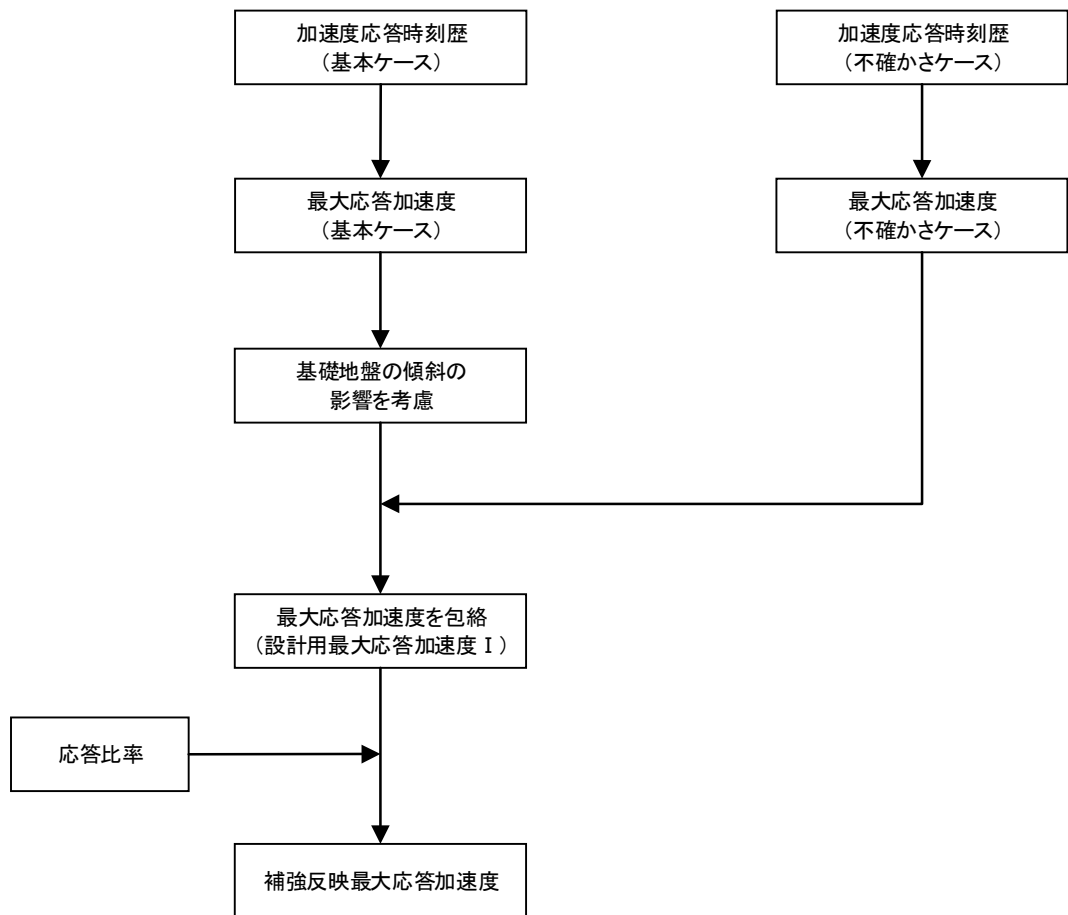 加速度応答時刻歴
（基本ケース）
加速度応答時刻歴
（不確かさケース）
最大応答加速度
（基本ケース）
最大応答加速度
（不確かさケース）
基礎地盤の傾斜の
影響を考慮
最大応答加速度を包絡
（設計用最大応答加速度Ⅰ）
応答比率
補強反映最大応答加速度